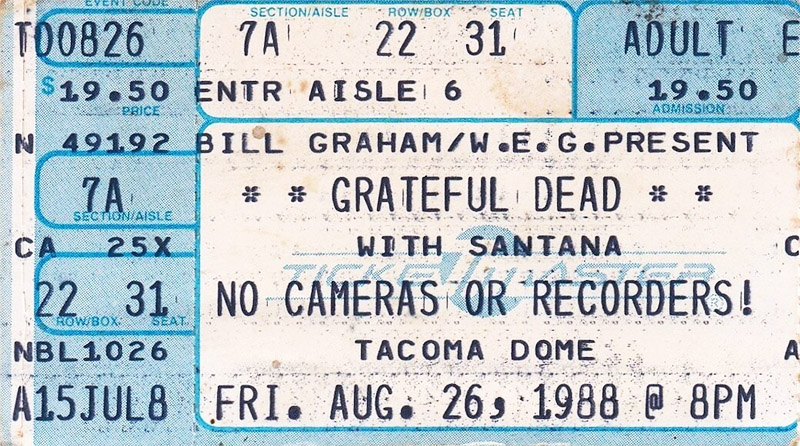 EVENT CODE SECTION/AISLE ROW/BOX SEAT
T00826 7A 22 31 ADULT E
$19.50 ENTR AISLE 6 19.50
PRICE ADMISSION
N 49192 BILL GRAHAM/W.E.G.PRESENT
7A * * GRATEFUL DEAD * *
SECTION/AISLE
CA 25X WITH SANTANA C
TICKETMASTER
22 31 NO CAMERAS OR RECORDERS!
ROW/BOX SEAT
NBL1026 TACOMA DOME A
A15JUL8 FRI. AUG. 26, 1988 @ 8PM